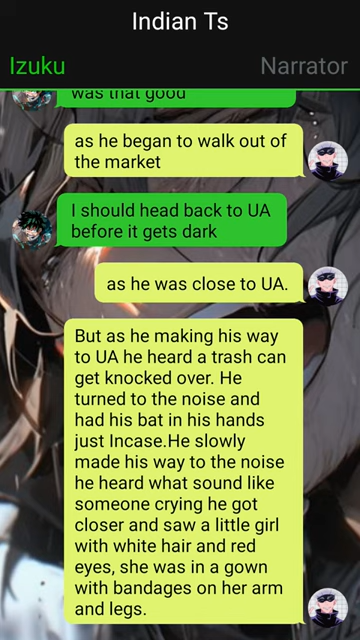 Indian Ts
Izuku
Narrator
was that good
as he began to walk out of
the market
I should head back to UA
before it gets dark
as he was close to UA.
But as he making his way
to UA he heard a trash can
get knocked over. He
turned to the noise and
had his bat in his hands
just Incase.He slowly
made his way to the noise
he heard what sound like
someone crying he got
closer and saw a little girl
with white hair and red
eyes, she was in a gown
with bandages on her arm
and legs.